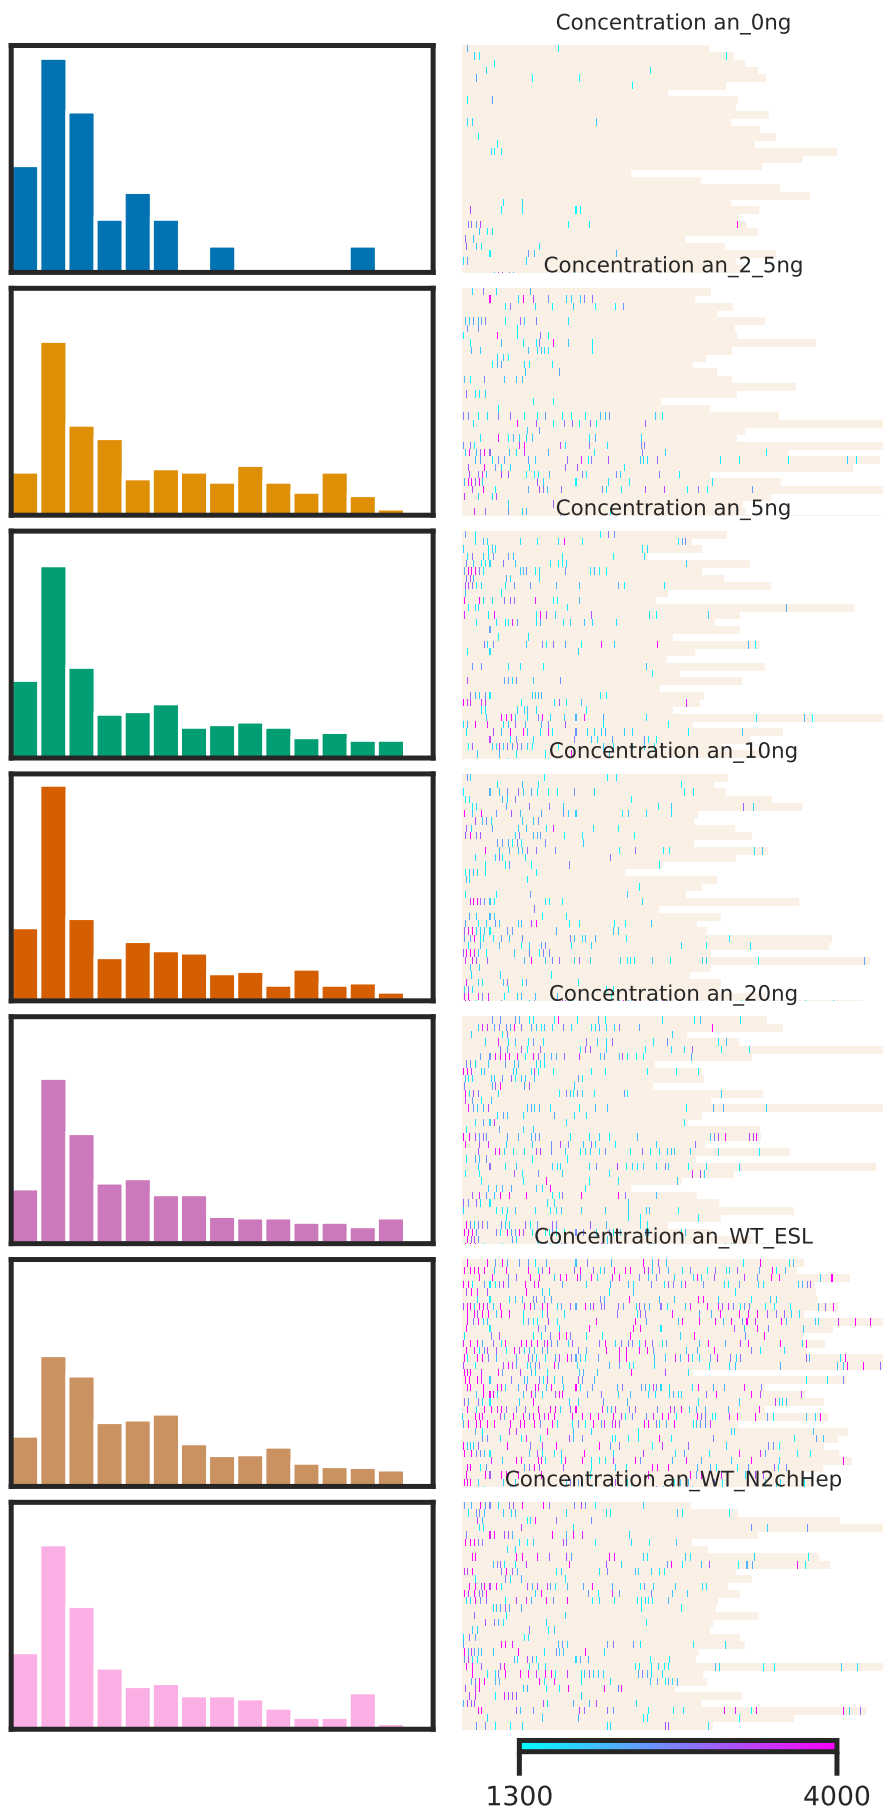 Concentration an_0ng
Concentration an_2_5ng
Concentration an_5ng
Concentration an_10ng
Concentration an_20ng
Concentration an_WT_ESL
Concentration an_WT_N2chHep
1300 4000